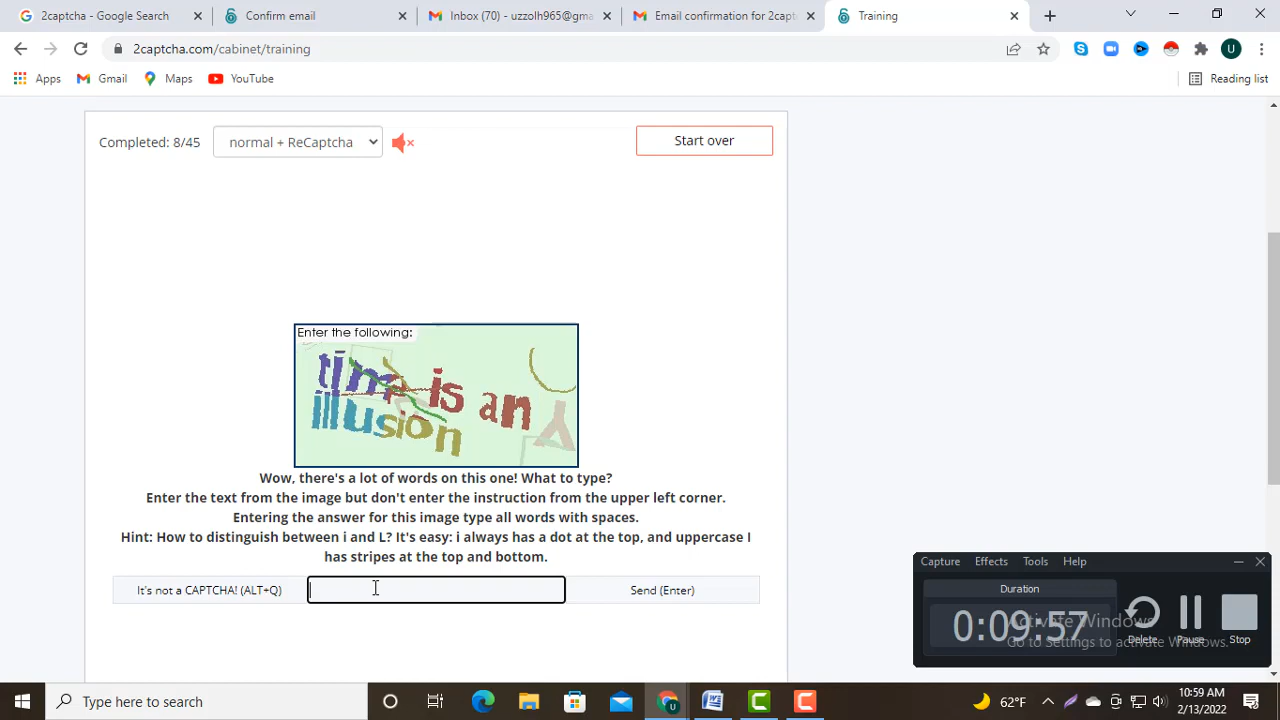 2captcha - Google Search
Confirm email
Inbox (70) - uzzolh965@gma
Email confirmation for 2capt
Training
2captcha.com/cabinet/training
U
Apps
Gmail
Maps
YouTube
Reading list
Completed: 8/45
normal + ReCaptcha
Start over
Enter the following:
time is an
illusion
Wow, there's a lot of words on this one! What to type?
Enter the text from the image but don't enter the instruction from the upper left corner.
Entering the answer for this image type all words with spaces.
Hint: How to distinguish between i and L? It's easy: i always has a dot at the top, and uppercase I
has stripes at the top and bottom.
It's not a CAPTCHA! (ALT+Q)
Send (Enter)
Capture
Effects
Tools
Help
Duration
0:09:57
Delete
Pause
Stop
Activate Windows
Go to Settings to activate Windows.
Type here to search
62°F
10:59 AM
2/13/2022